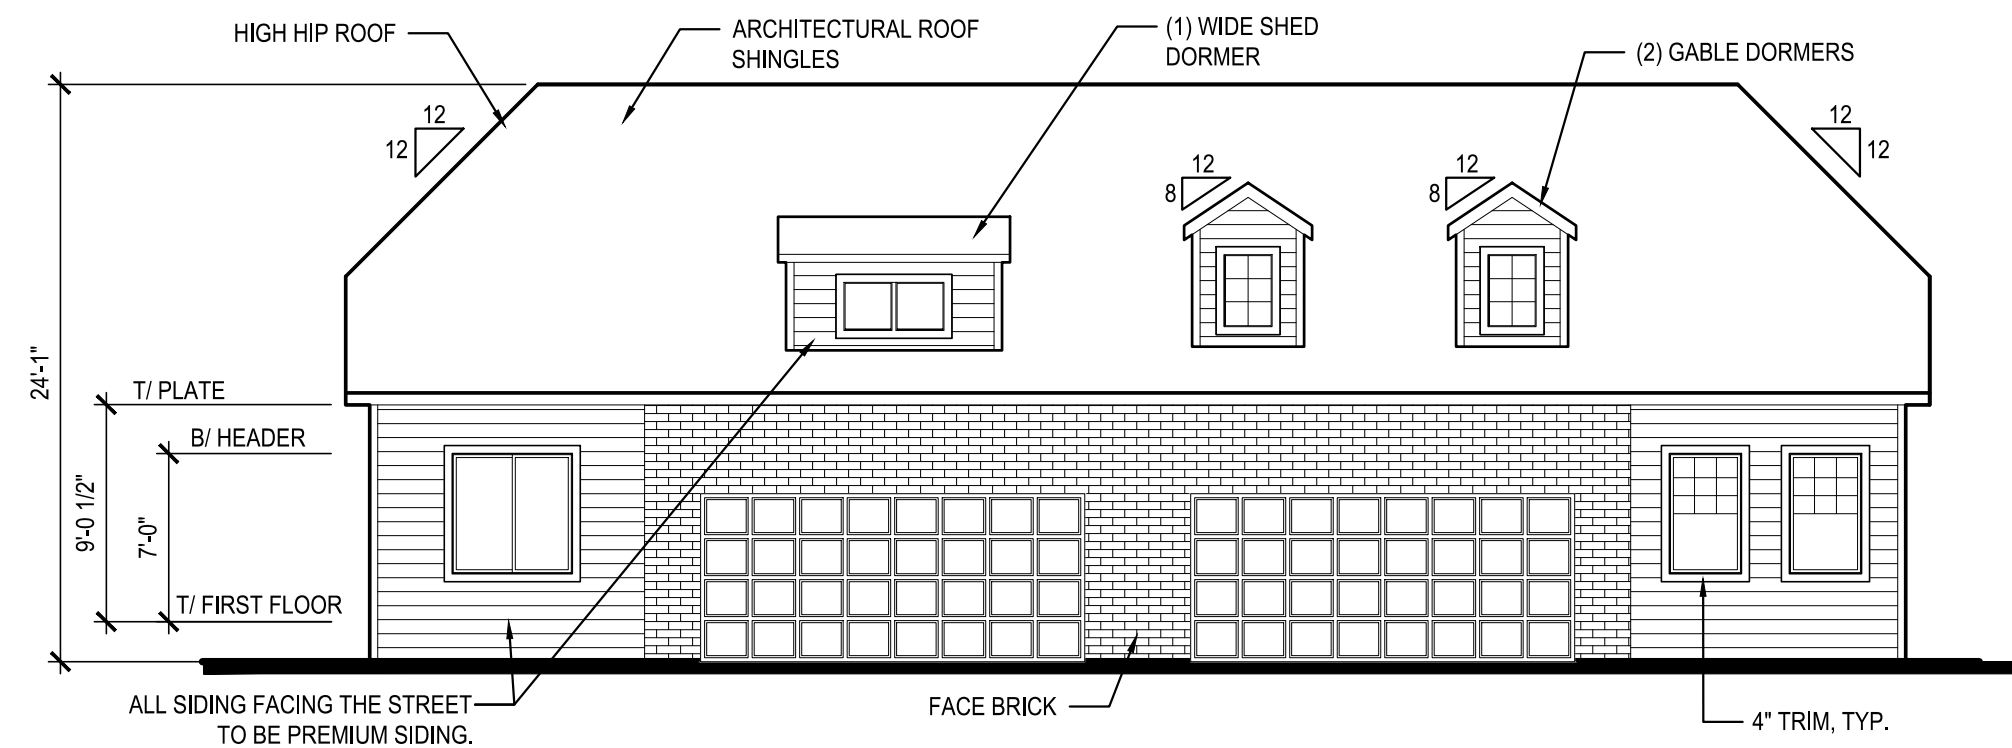 HIGH HIP ROOF
ARCHITECTURAL ROOF
SHINGLES
(1) WIDE SHED
DORMER
(2) GABLE DORMERS
12
12
12
12
12
8
12
8
24'-1"
T/ PLATE
B/ HEADER
9'-0 1/2"
7'-0"
T/ FIRST FLOOR
ALL SIDING FACING THE STREET
TO BE PREMIUM SIDING.
FACE BRICK
4" TRIM, TYP.